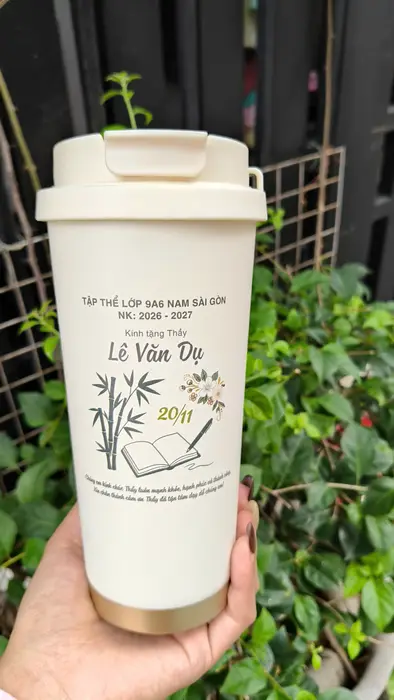 TẬP THỂ LỚP 9A6 NAM SÀI GÒN
NK: 2026 - 2027
Kính tặng Thầy
Lê Văn Dụ
20/11
Chúng em kính chúc Thầy luôn mạnh khỏe, hạnh phúc và thành công
Xin chân thành cảm ơn Thầy đã tận tâm dạy dỗ chúng em!